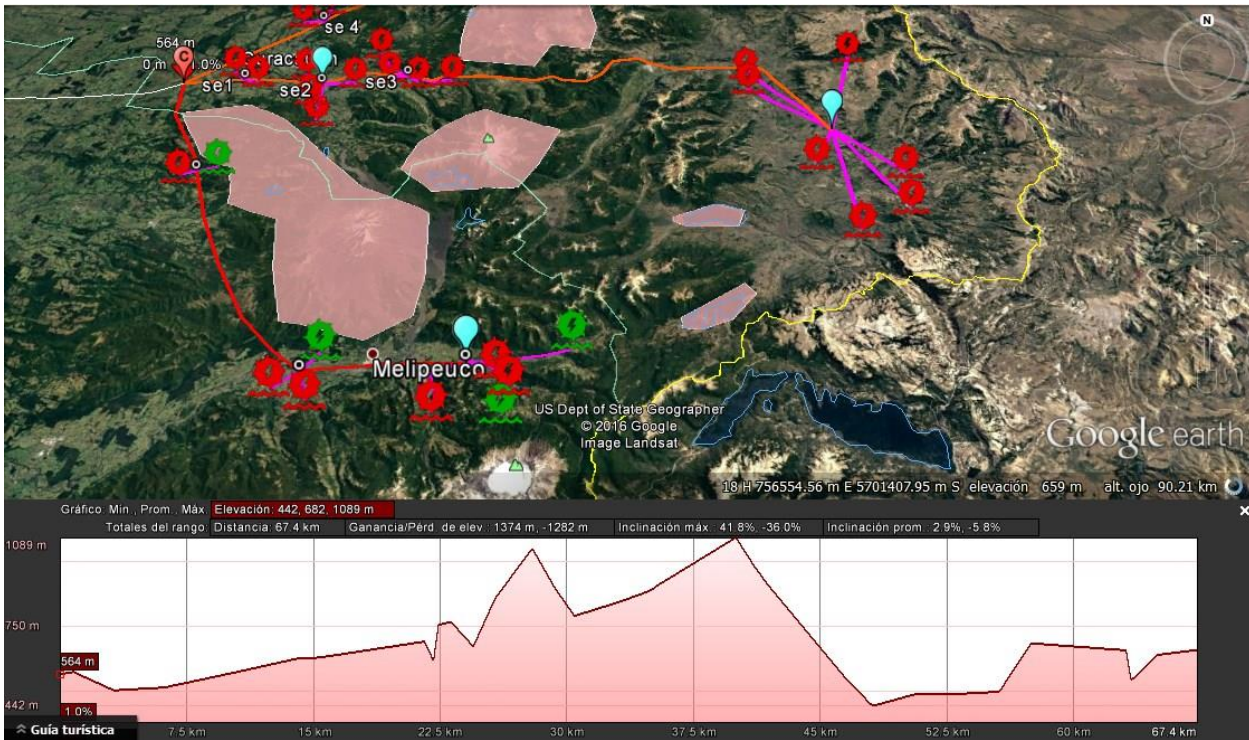 N
se 4
564 m
0 m 1.0%
C
se1
se2
se3
Melipeuco
US Dept of State Geographer
© 2016 Google
Image Landsat
Google earth
18 H 756554.56 m E 5701407.95 m S elevación 659 m alt. ojo 90.21 km
Gráfico: Mín., Prom., Máx. Elevación: 442, 682, 1089 m
Totales del rango: Distancia: 67.4 km Ganancia/Pérd. de elev.: 1374 m, -1282 m Inclinación máx.: 41.8%, -36.0% Inclinación prom.: 2.9%, -5.8%
1089 m
750 m
564 m
442 m
1.0%
Guía turística
7.5 km 15 km 22.5 km 30 km 37.5 km 45 km 52.5 km 60 km 67.4 km